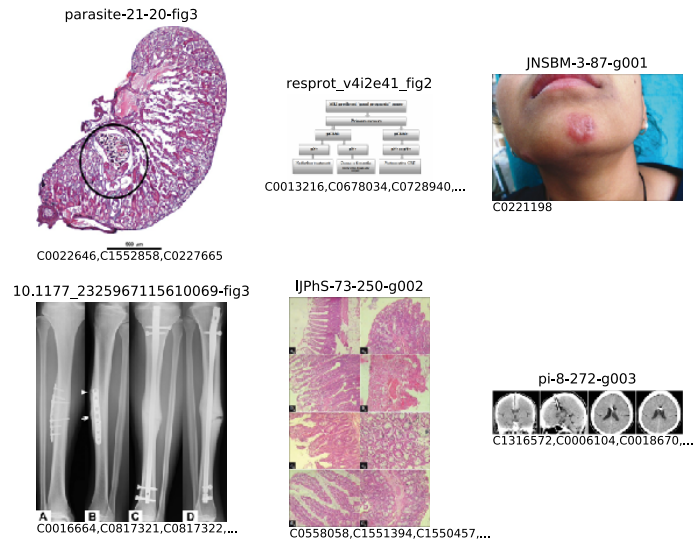 parasite-21-20-fig3
C0022646,C1552858,C0227665
resprot_v4i2e41_fig2
C0013216,C0678034,C0728940,...
JNSBM-3-87-g001
C0221198
10.1177_2325967115610069-fig3
A B C D
C0016664,C0817321,C0817322,...
IJPhS-73-250-g002
C0558058,C1551394,C1550457,...
pi-8-272-g003
C1316572,C0006104,C0018670,...